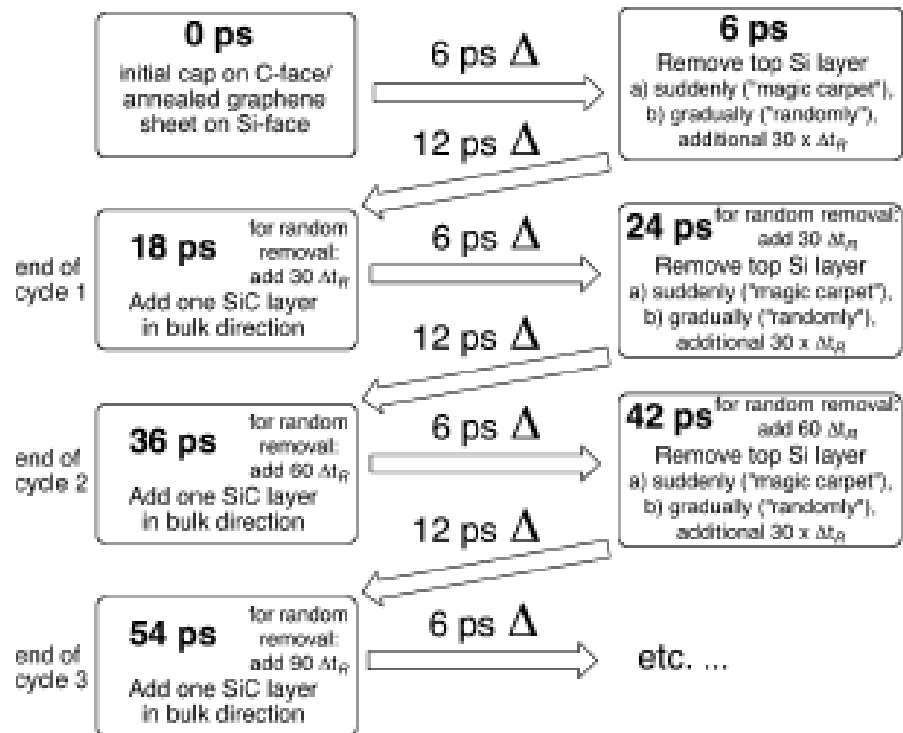 0 ps
initial cap on C-face/
annealed graphene
sheet on Si-face
6 ps Δ
6 ps
Remove top Si layer
a) suddenly ("magic carpet"),
b) gradually ("randomly"),
additional 30 x Δt_R
12 ps Δ
end of
cycle 1
18 ps
for random
removal:
add 30 Δt_R
Add one SiC layer
in bulk direction
6 ps Δ
24 ps
for random removal:
add 30 Δt_R
Remove top Si layer
a) suddenly ("magic carpet"),
b) gradually ("randomly"),
additional 30 x Δt_R
12 ps Δ
end of
cycle 2
36 ps
for random
removal:
add 60 Δt_R
Add one SiC layer
in bulk direction
6 ps Δ
42 ps
for random removal:
add 60 Δt_R
Remove top Si layer
a) suddenly ("magic carpet"),
b) gradually ("randomly"),
additional 30 x Δt_R
12 ps Δ
end of
cycle 3
54 ps
for random
removal:
add 90 Δt_R
Add one SiC layer
in bulk direction
6 ps Δ
etc. ...